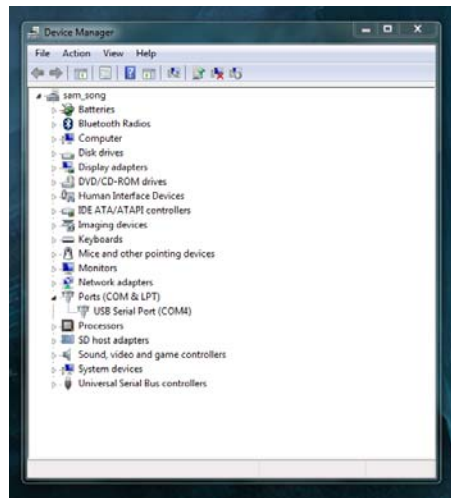 Device Manager
File Action View Help
sam_song
Batteries
Bluetooth Radios
Computer
Disk drives
Display adapters
DVD/CD-ROM drives
Human Interface Devices
IDE ATA/ATAPI controllers
Imaging devices
Keyboards
Mice and other pointing devices
Monitors
Network adapters
Ports (COM & LPT)
USB Serial Port (COM4)
Processors
SD host adapters
Sound, video and game controllers
System devices
Universal Serial Bus controllers